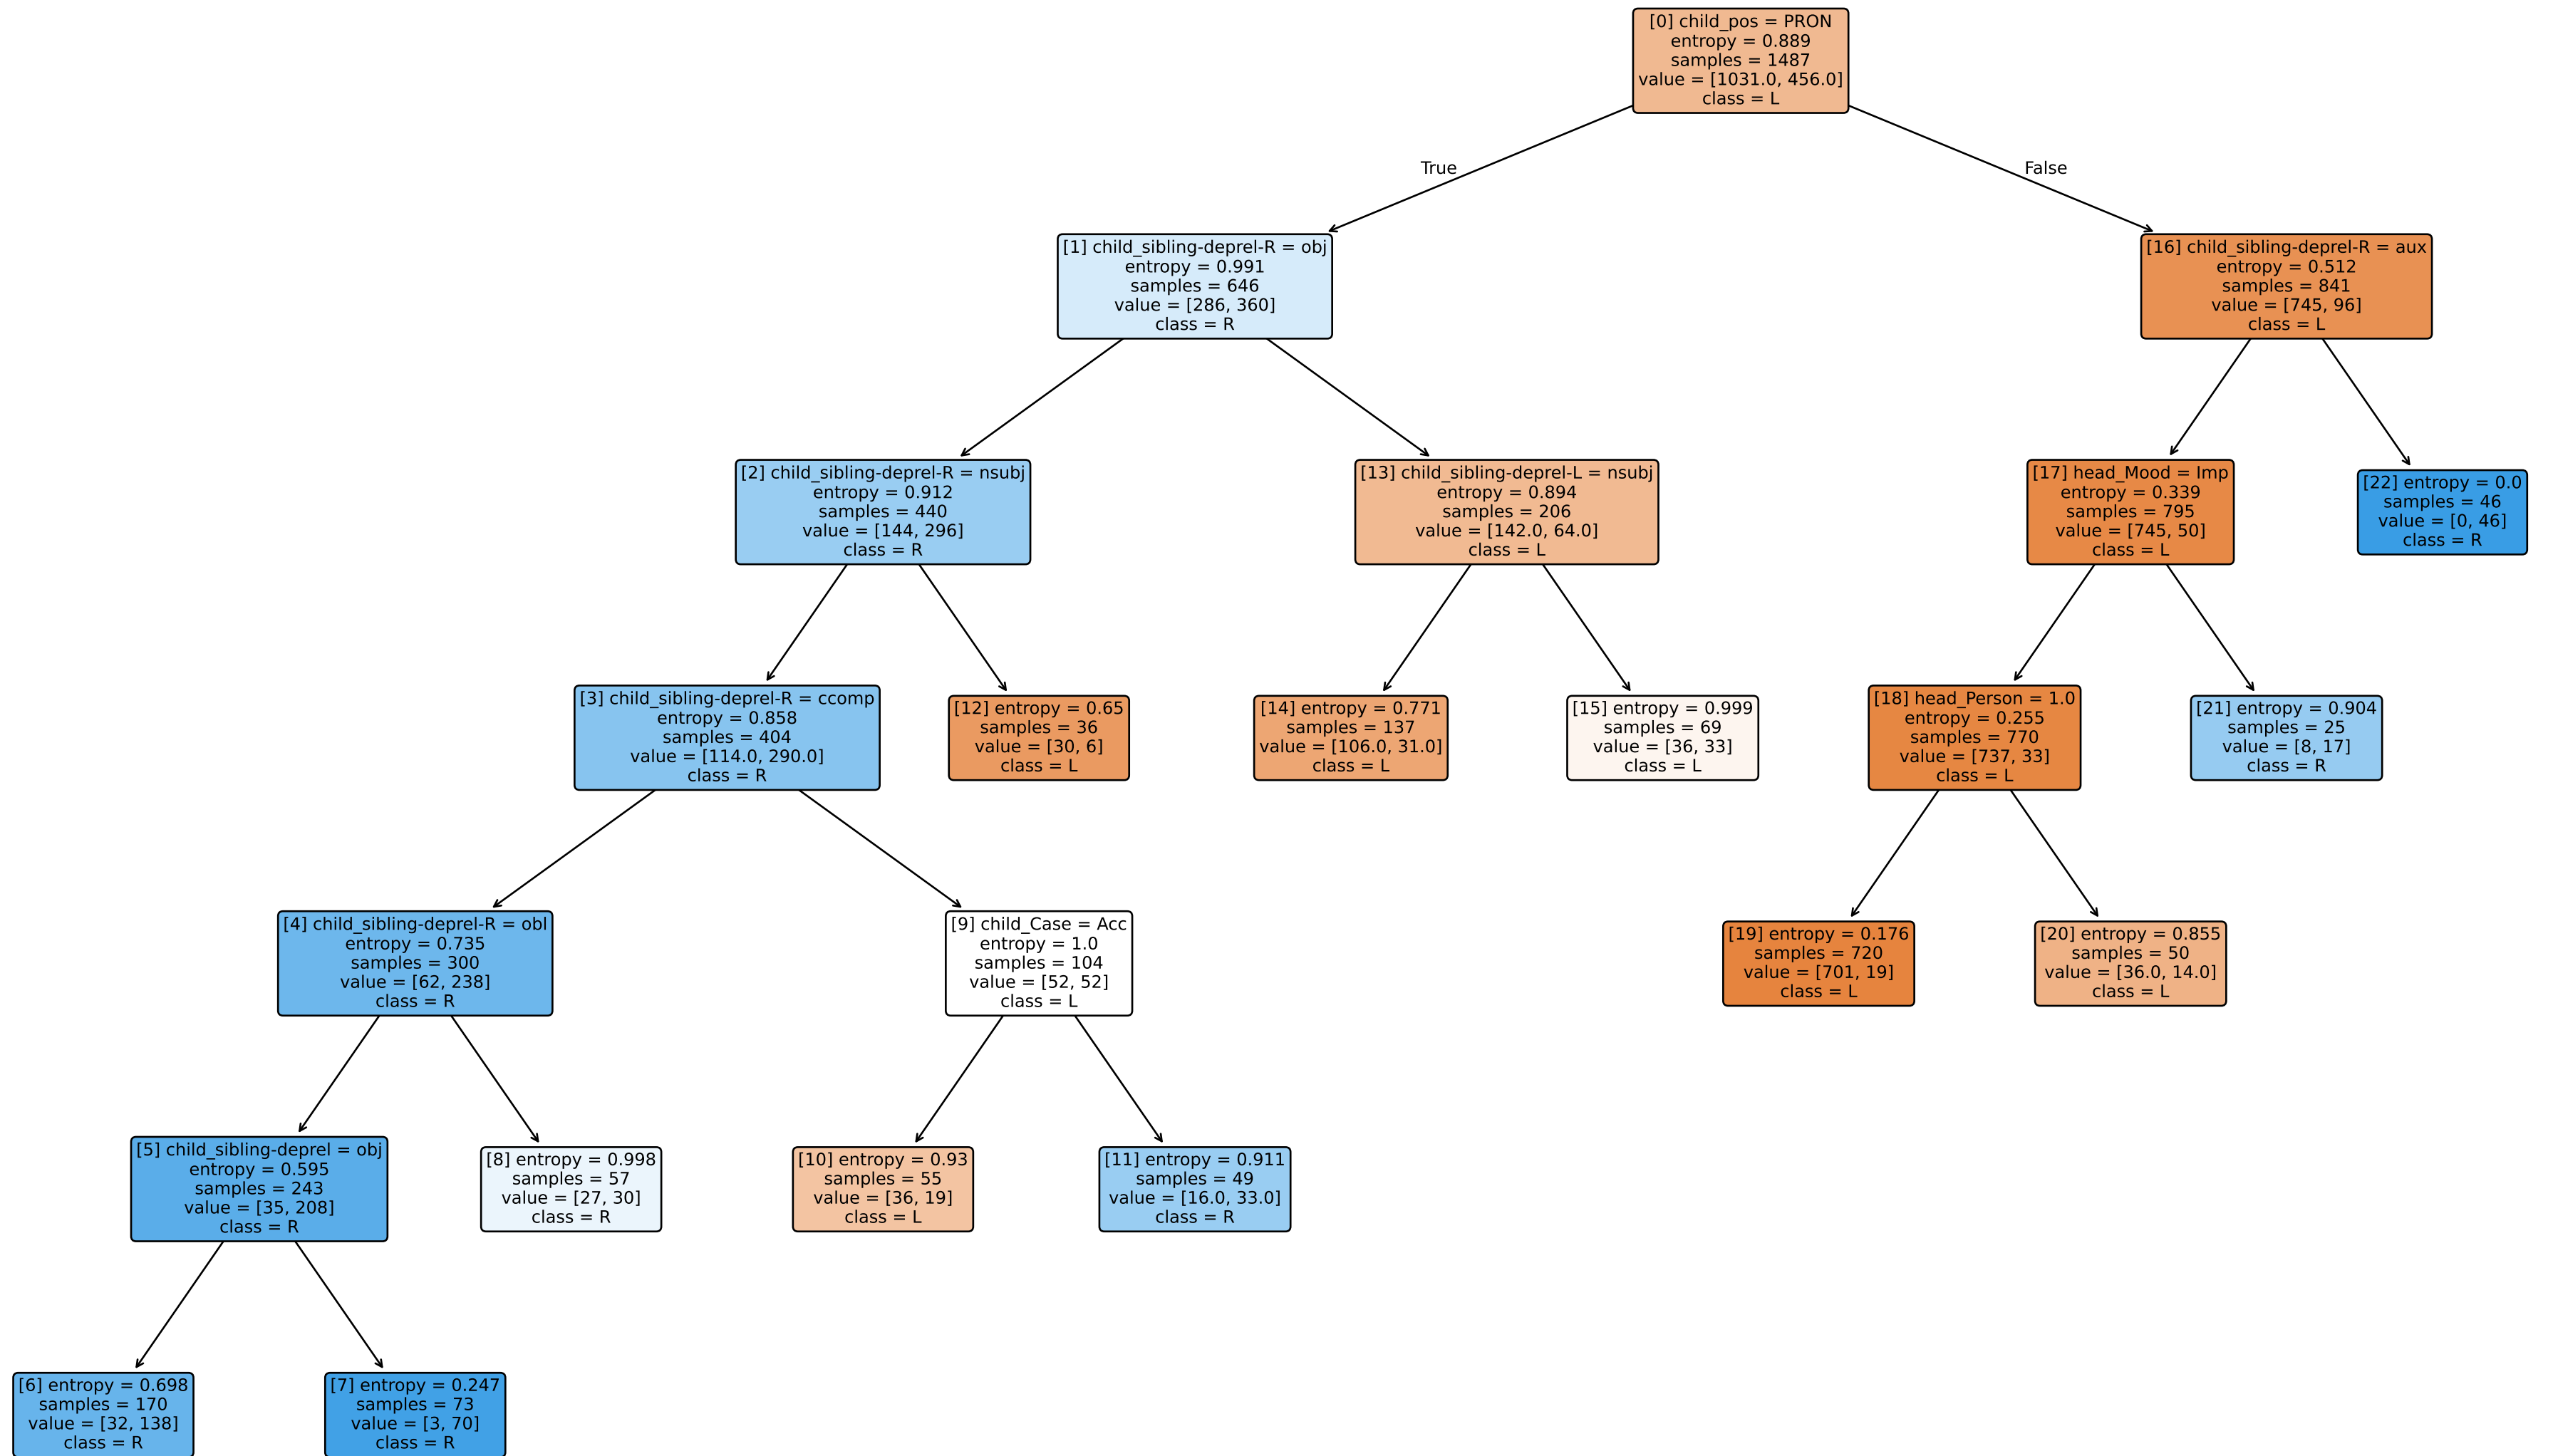 [0] child_pos = PRON
entropy = 0.889
samples = 1487
value = [1031.0, 456.0]
class = L
True
False
[1] child_sibling-deprel-R = obj
entropy = 0.991
samples = 646
value = [286, 360]
class = R
[16] child_sibling-deprel-R = aux
entropy = 0.512
samples = 841
value = [745, 96]
class = L
[2] child_sibling-deprel-R = nsubj
entropy = 0.912
samples = 440
value = [144, 296]
class = R
[13] child_sibling-deprel-L = nsubj
entropy = 0.894
samples = 206
value = [142.0, 64.0]
class = L
[17] head_Mood = Imp
entropy = 0.339
samples = 795
value = [745, 50]
class = L
[22] entropy = 0.0
samples = 46
value = [0, 46]
class = R
[3] child_sibling-deprel-R = ccomp
entropy = 0.858
samples = 404
value = [114.0, 290.0]
class = R
[12] entropy = 0.65
samples = 36
value = [30, 6]
class = L
[14] entropy = 0.771
samples = 137
value = [106.0, 31.0]
class = L
[15] entropy = 0.999
samples = 69
value = [36, 33]
class = L
[18] head_Person = 1.0
entropy = 0.255
samples = 770
value = [737, 33]
class = L
[21] entropy = 0.904
samples = 25
value = [8, 17]
class = R
[4] child_sibling-deprel-R = obl
entropy = 0.735
samples = 300
value = [62, 238]
class = R
[9] child_Case = Acc
entropy = 1.0
samples = 104
value = [52, 52]
class = L
[19] entropy = 0.176
samples = 720
value = [701, 19]
class = L
[20] entropy = 0.855
samples = 50
value = [36.0, 14.0]
class = L
[5] child_sibling-deprel = obj
entropy = 0.595
samples = 243
value = [35, 208]
class = R
[8] entropy = 0.998
samples = 57
value = [27, 30]
class = R
[10] entropy = 0.93
samples = 55
value = [36, 19]
class = L
[11] entropy = 0.911
samples = 49
value = [16.0, 33.0]
class = R
[6] entropy = 0.698
samples = 170
value = [32, 138]
class = R
[7] entropy = 0.247
samples = 73
value = [3, 70]
class = R